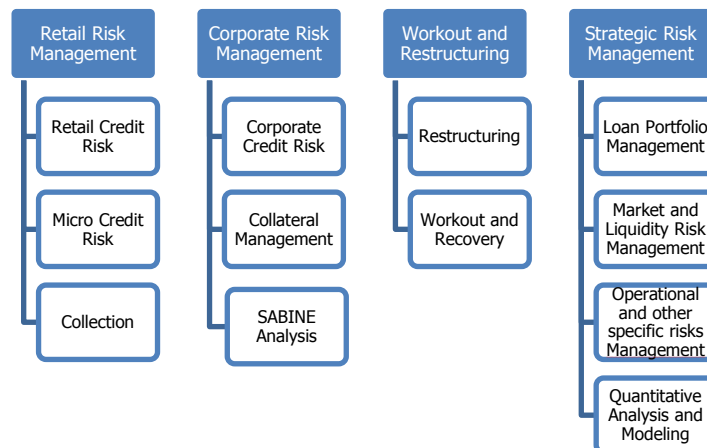 Retail Risk
Management
Retail Credit
Risk
Micro Credit
Risk
Collection
Corporate Risk
Management
Corporate
Credit Risk
Collateral
Management
SABINE
Analysis
Workout and
Restructuring
Restructuring
Workout and
Recovery
Strategic Risk
Management
Loan Portfolio
Management
Market and
Liquidity Risk
Management
Operational
and other
specific risks
Management
Quantitative
Analysis and
Modeling